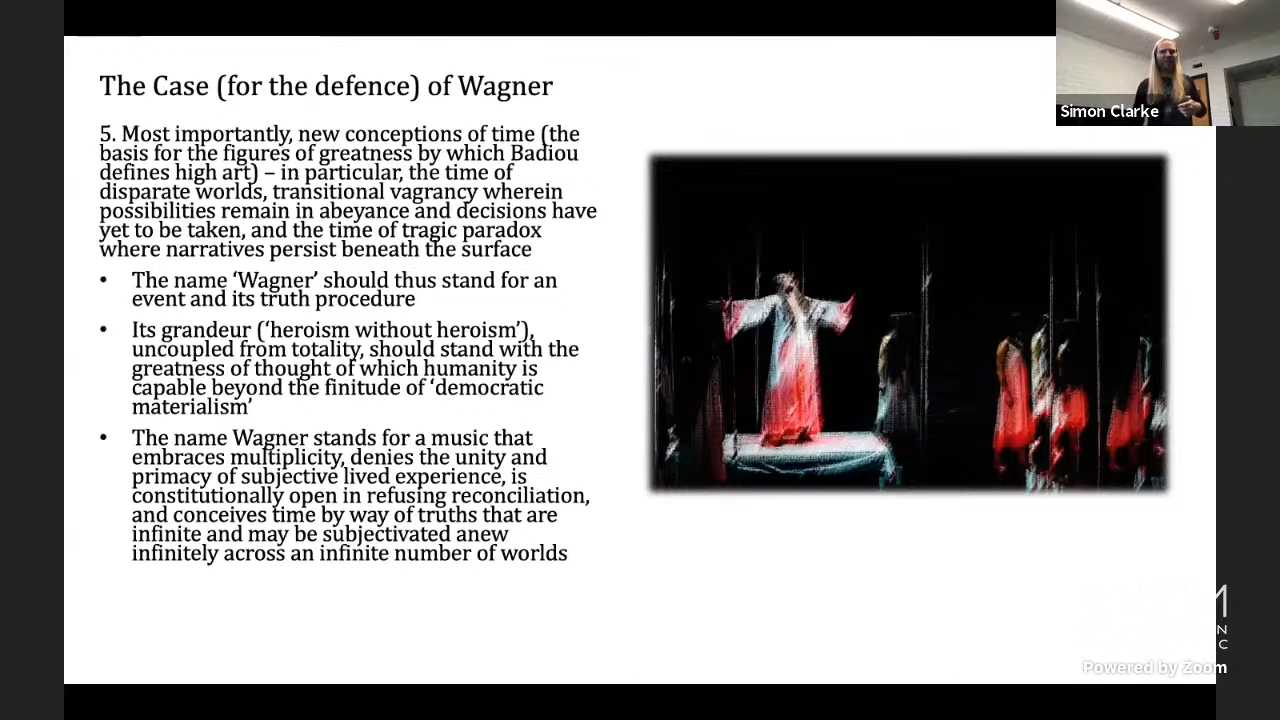 The Case (for the defence) of Wagner
5. Most importantly, new conceptions of time (the
basis for the figures of greatness by which Badiou
defines high art) – in particular, the time of
disparate worlds, transitional vagrancy wherein
possibilities remain in abeyance and decisions have
yet to be taken, and the time of tragic paradox
where narratives persist beneath the surface
• The name ‘Wagner’ should thus stand for an
event and its truth procedure
• Its grandeur (‘heroism without heroism’),
uncoupled from totality, should stand with the
greatness of thought of which humanity is
capable beyond the finitude of ‘democratic
materialism’
• The name Wagner stands for a music that
embraces multiplicity, denies the unity and
primacy of subjective lived experience, is
constitutionally open in refusing reconciliation,
and conceives time by way of truths that are
infinite and may be subjectivated anew
infinitely across an infinite number of worlds
Simon Clarke
Powered by Zoom